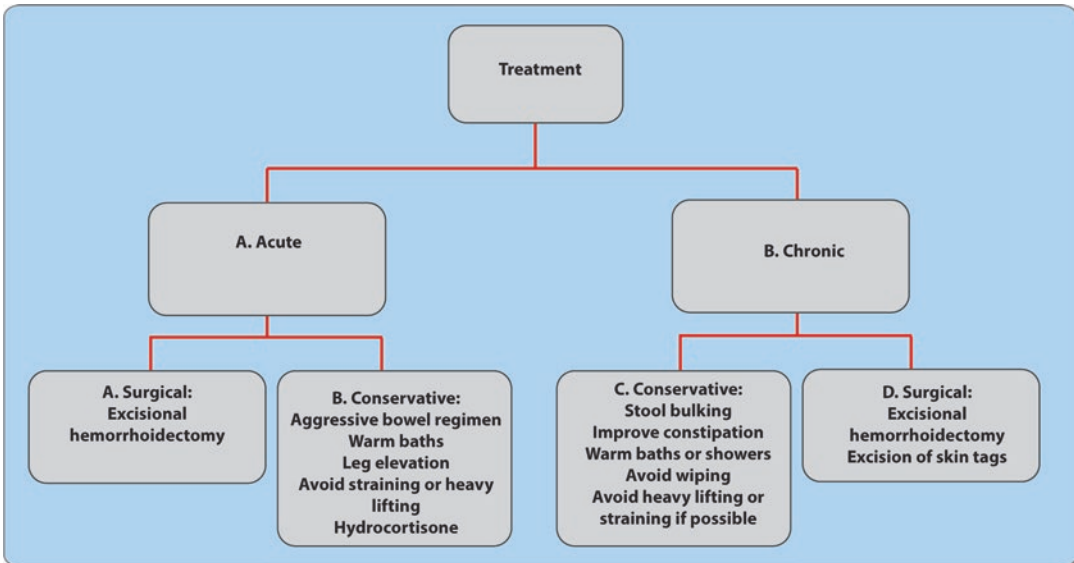 Treatment
A. Acute
B. Chronic
A. Surgical:
Excisional
hemorrhoidectomy
B. Conservative:
Aggressive bowel regimen
Warm baths
Leg elevation
Avoid straining or heavy
lifting
Hydrocortisone
C. Conservative:
Stool bulking
Improve constipation
Warm baths or showers
Avoid wiping
Avoid heavy lifting or
straining if possible
D. Surgical:
Excisional
hemorrhoidectomy
Excision of skin tags